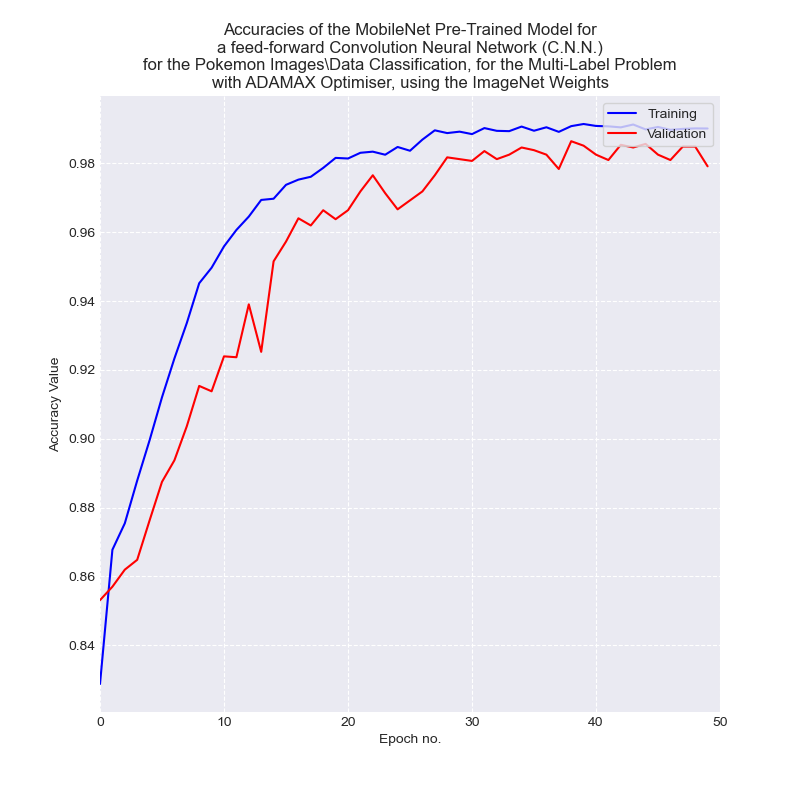 Accuracies of the MobileNet Pre-Trained Model for
a feed-forward Convolution Neural Network (C.N.N.)
for the Pokemon Images\Data Classification, for the Multi-Label Problem
with ADAMAX Optimiser, using the ImageNet Weights
Training
Validation
0.98
0.96
0.94
0.92
0.90
0.88
0.86
0.84
Accuracy Value
0 10 20 30 40 50
Epoch no.